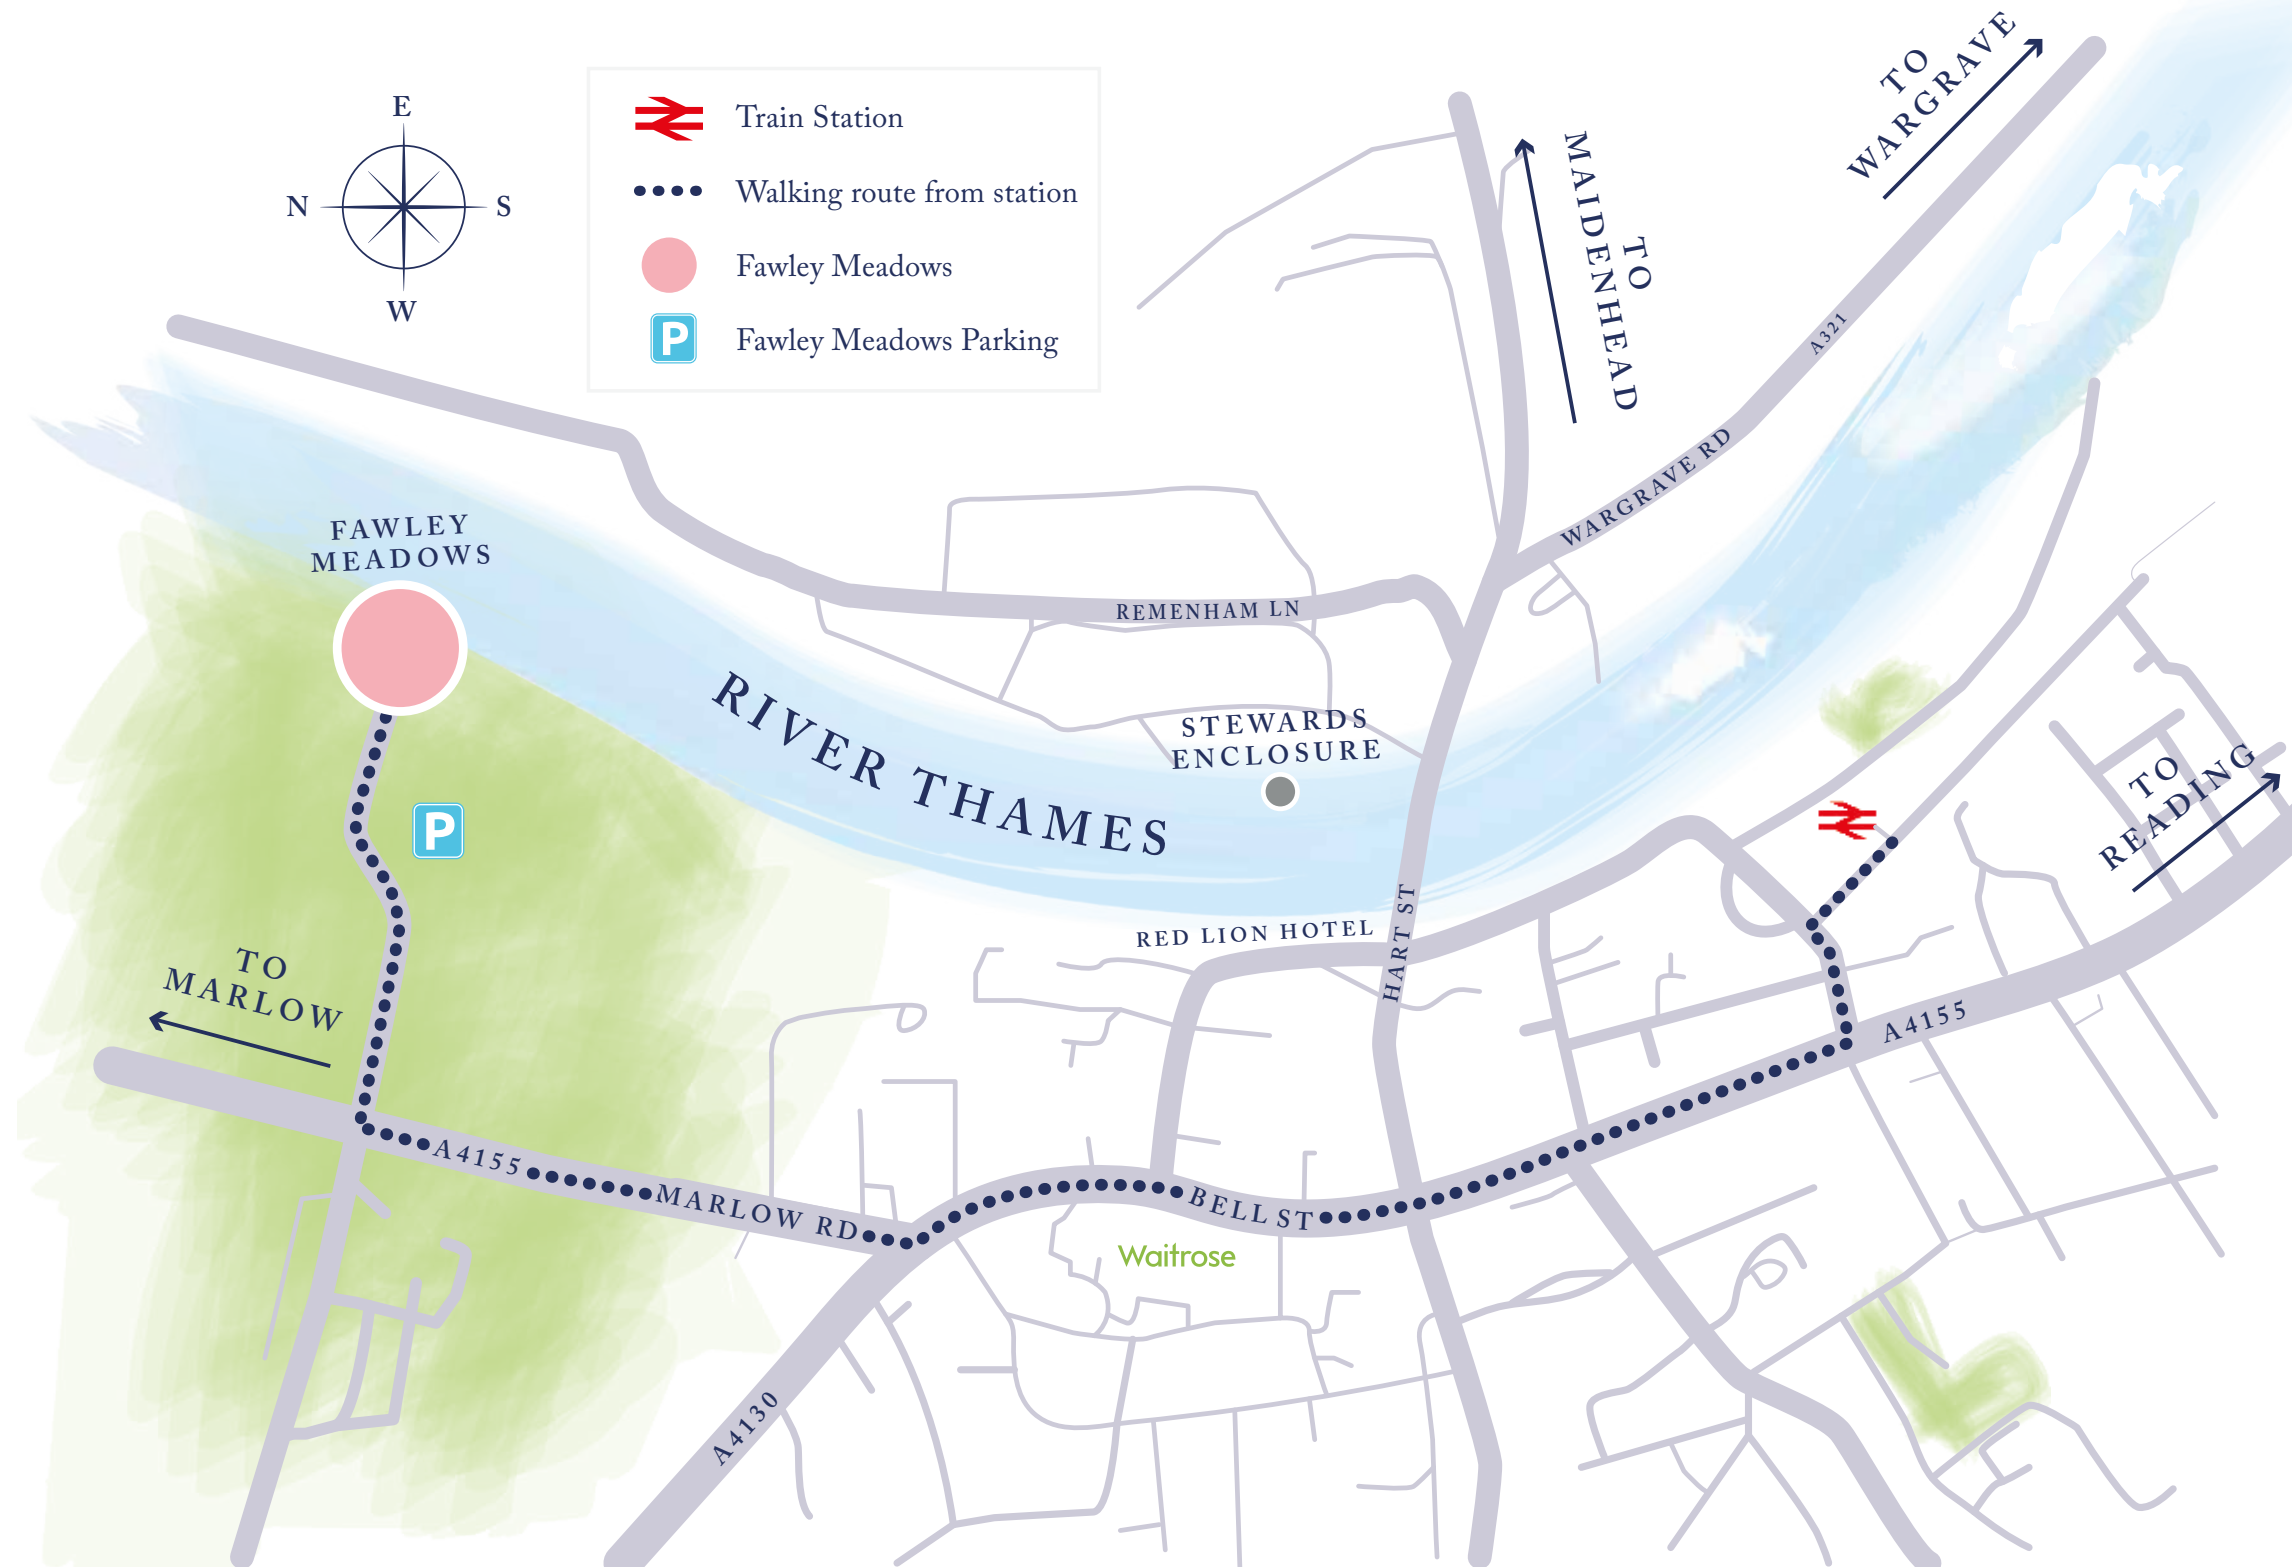 E
N
S
W
Train Station
Walking route from station
Fawley Meadows
P
Fawley Meadows Parking
TO
WARGRAVE
TO
MAIDENHEAD
A321
WARGRAVE RD
FAWLEY
MEADOWS
REMENHAM LN
RIVER THAMES
STEWARDS
ENCLOSURE
P
TO
READING
HART ST
RED LION HOTEL
TO
MARLOW
A4155
A4155
MARLOW RD
BELL ST
Waitrose
A4130